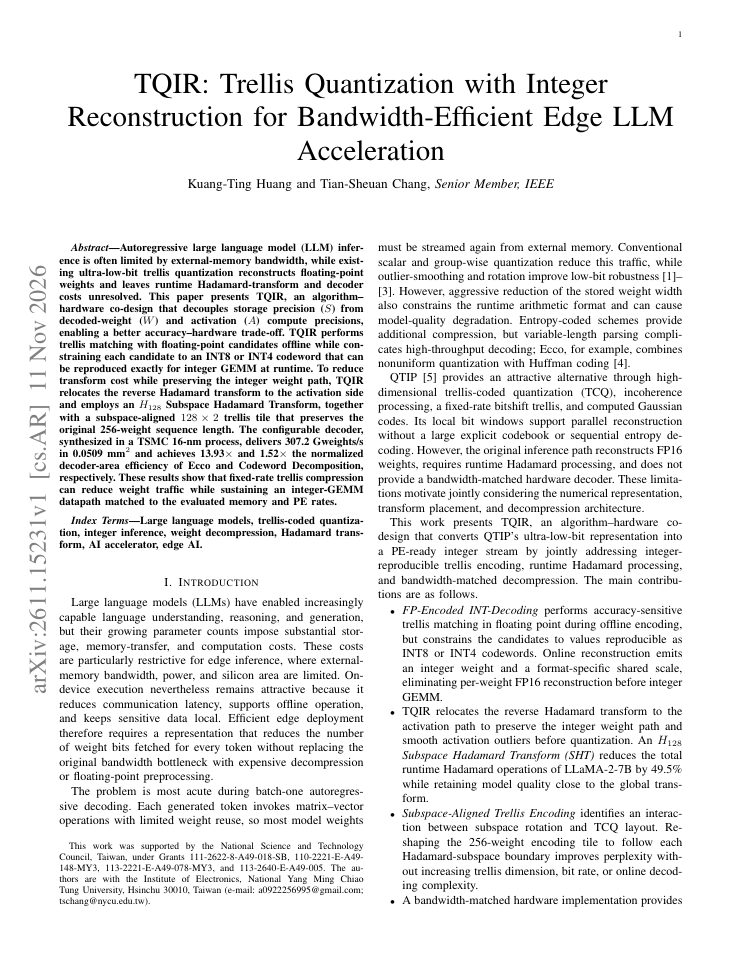 1
TQIR: Trellis Quantization with Integer
Reconstruction for Bandwidth-Efficient Edge LLM
Acceleration
Kuang-Ting Huang and Tian-Sheuan Chang, Senior Member, IEEE
arXiv:2611.15231v1 [cs.AR] 11 Nov 2026
Abstract—Autoregressive large language model (LLM) infer-
ence is often limited by external-memory bandwidth, while exist-
ing ultra-low-bit trellis quantization reconstructs floating-point
weights and leaves runtime Hadamard-transform and decoder
costs unresolved. This paper presents TQIR, an algorithm–
hardware co-design that decouples storage precision (S) from
decoded-weight (W) and activation (A) compute precisions,
enabling a better accuracy–hardware trade-off. TQIR performs
trellis matching with floating-point candidates offline while con-
straining each candidate to an INT8 or INT4 codeword that can
be reproduced exactly for integer GEMM at runtime. To reduce
transform cost while preserving the integer weight path, TQIR
relocates the reverse Hadamard transform to the activation side
and employs an H128 Subspace Hadamard Transform, together
with a subspace-aligned 128 × 2 trellis tile that preserves the
original 256-weight sequence length. The configurable decoder,
synthesized in a TSMC 16-nm process, delivers 307.2 Gweights/s
in 0.0509 mm² and achieves 13.93× and 1.52× the normalized
decoder-area efficiency of Ecco and Codeword Decomposition,
respectively. These results show that fixed-rate trellis compression
can reduce weight traffic while sustaining an integer-GEMM
datapath matched to the evaluated memory and PE rates.
Index Terms—Large language models, trellis-coded quantiza-
tion, integer inference, weight decompression, Hadamard trans-
form, AI accelerator, edge AI.
I. INTRODUCTION
Large language models (LLMs) have enabled increasingly
capable language understanding, reasoning, and generation,
but their growing parameter counts impose substantial stor-
age, memory-transfer, and computation costs. These costs
are particularly restrictive for edge inference, where external-
memory bandwidth, power, and silicon area are limited. On-
device execution nevertheless remains attractive because it
reduces communication latency, supports offline operation,
and keeps sensitive data local. Efficient edge deployment
therefore requires a representation that reduces the number
of weight bits fetched for every token without replacing the
original bandwidth bottleneck with expensive decompression
or floating-point preprocessing.
The problem is most acute during batch-one autoregres-
sive decoding. Each generated token invokes matrix–vector
operations with limited weight reuse, so most model weights
This work was supported by the National Science and Technology
Council, Taiwan, under Grants 111-2622-8-A49-018-SB, 110-2221-E-A49-
148-MY3, 113-2221-E-A49-078-MY3, and 113-2640-E-A49-005. The au-
thors are with the Institute of Electronics, National Yang Ming Chiao
Tung University, Hsinchu 30010, Taiwan (e-mail: a0922256995@gmail.com;
tschang@nycu.edu.tw).
must be streamed again from external memory. Conventional
scalar and group-wise quantization reduce this traffic, while
outlier-smoothing and rotation improve low-bit robustness [1]–
[3]. However, aggressive reduction of the stored weight width
also constrains the runtime arithmetic format and can cause
model-quality degradation. Entropy-coded schemes provide
additional compression, but variable-length parsing compli-
cates high-throughput decoding; Ecco, for example, combines
nonuniform quantization with Huffman coding [4].
QTIP [5] provides an attractive alternative through high-
dimensional trellis-coded quantization (TCQ), incoherence
processing, a fixed-rate bitshift trellis, and computed Gaussian
codes. Its local bit windows support parallel reconstruction
without a large explicit codebook or sequential entropy de-
coding. However, the original inference path reconstructs FP16
weights, requires runtime Hadamard processing, and does not
provide a bandwidth-matched hardware decoder. These limita-
tions motivate jointly considering the numerical representation,
transform placement, and decompression architecture.
This work presents TQIR, an algorithm–hardware co-
design that converts QTIP's ultra-low-bit representation into
a PE-ready integer stream by jointly addressing integer-
reproducible trellis encoding, runtime Hadamard processing,
and bandwidth-matched decompression. The main contribu-
tions are as follows.
• FP-Encoded INT-Decoding performs accuracy-sensitive
trellis matching in floating point during offline encoding,
but constrains the candidates to values reproducible as
INT8 or INT4 codewords. Online reconstruction emits
an integer weight and a format-specific shared scale,
eliminating per-weight FP16 reconstruction before integer
GEMM.
• TQIR relocates the reverse Hadamard transform to the
activation path to preserve the integer weight path and
smooth activation outliers before quantization. An H128
Subspace Hadamard Transform (SHT) reduces the total
runtime Hadamard operations of LLaMA-2-7B by 49.5%
while retaining model quality close to the global trans-
form.
• Subspace-Aligned Trellis Encoding identifies an interac-
tion between subspace rotation and TCQ layout. Re-
shaping the 256-weight encoding tile to follow each
Hadamard-subspace boundary improves perplexity with-
out increasing trellis dimension, bit rate, or online decod-
ing complexity.
• A bandwidth-matched hardware implementation provides